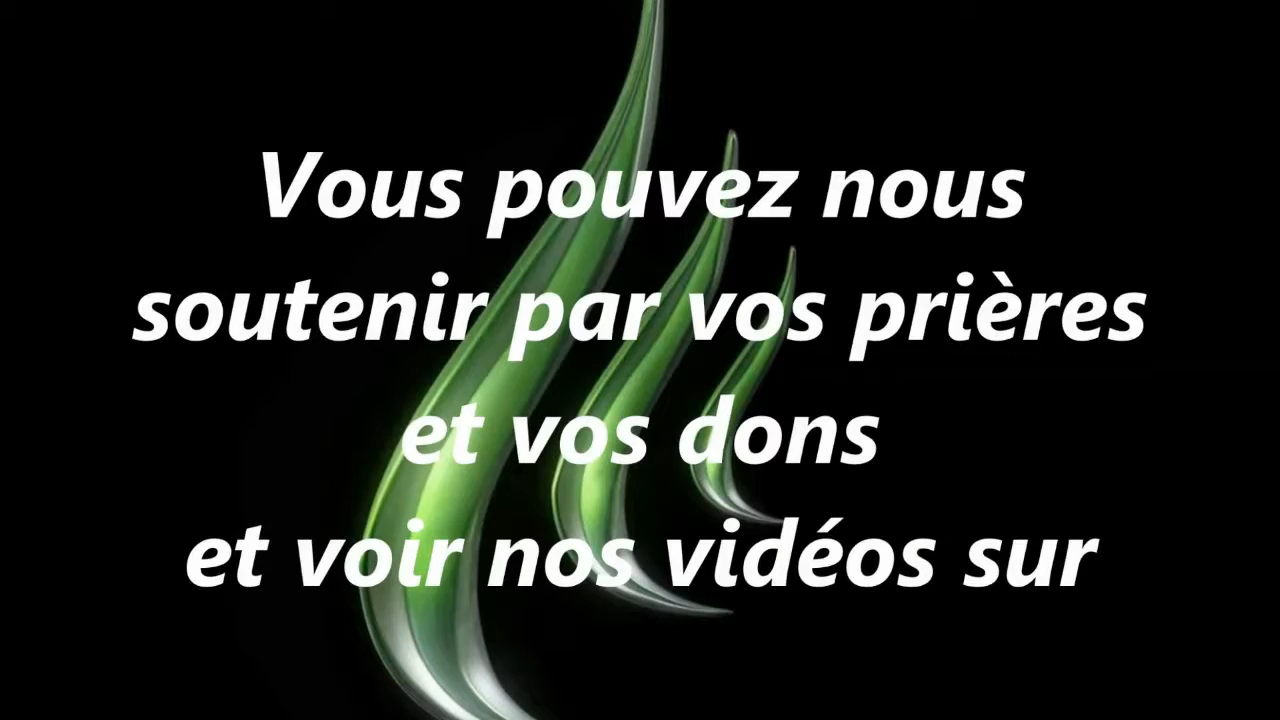 Vous pouvez nous
soutenir par vos prières
et vos dons
et voir nos vidéos sur